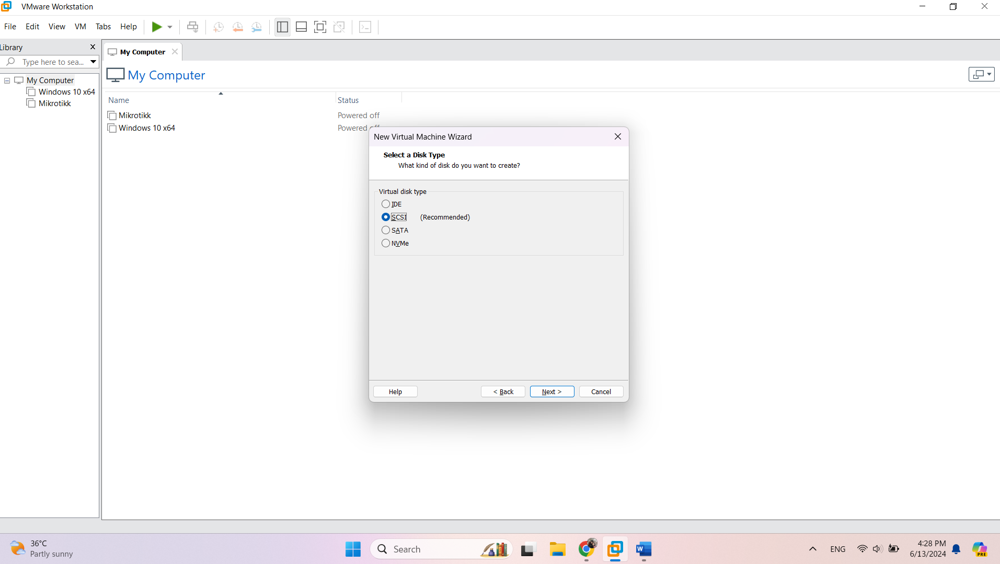 VMware Workstation
File Edit View VM Tabs Help
Library
Type here to sea...
My Computer
Windows 10 x64
Mikrotikk
My Computer
My Computer
Name Status
Mikrotikk Powered off
Windows 10 x64 Powered off
New Virtual Machine Wizard
Select a Disk Type
What kind of disk do you want to create?
Virtual disk type
IDE
SCSI (Recommended)
SATA
NVMe
Help < Back Next > Cancel
36°C
Partly sunny
Search
ENG
4:28 PM
6/13/2024
PRE